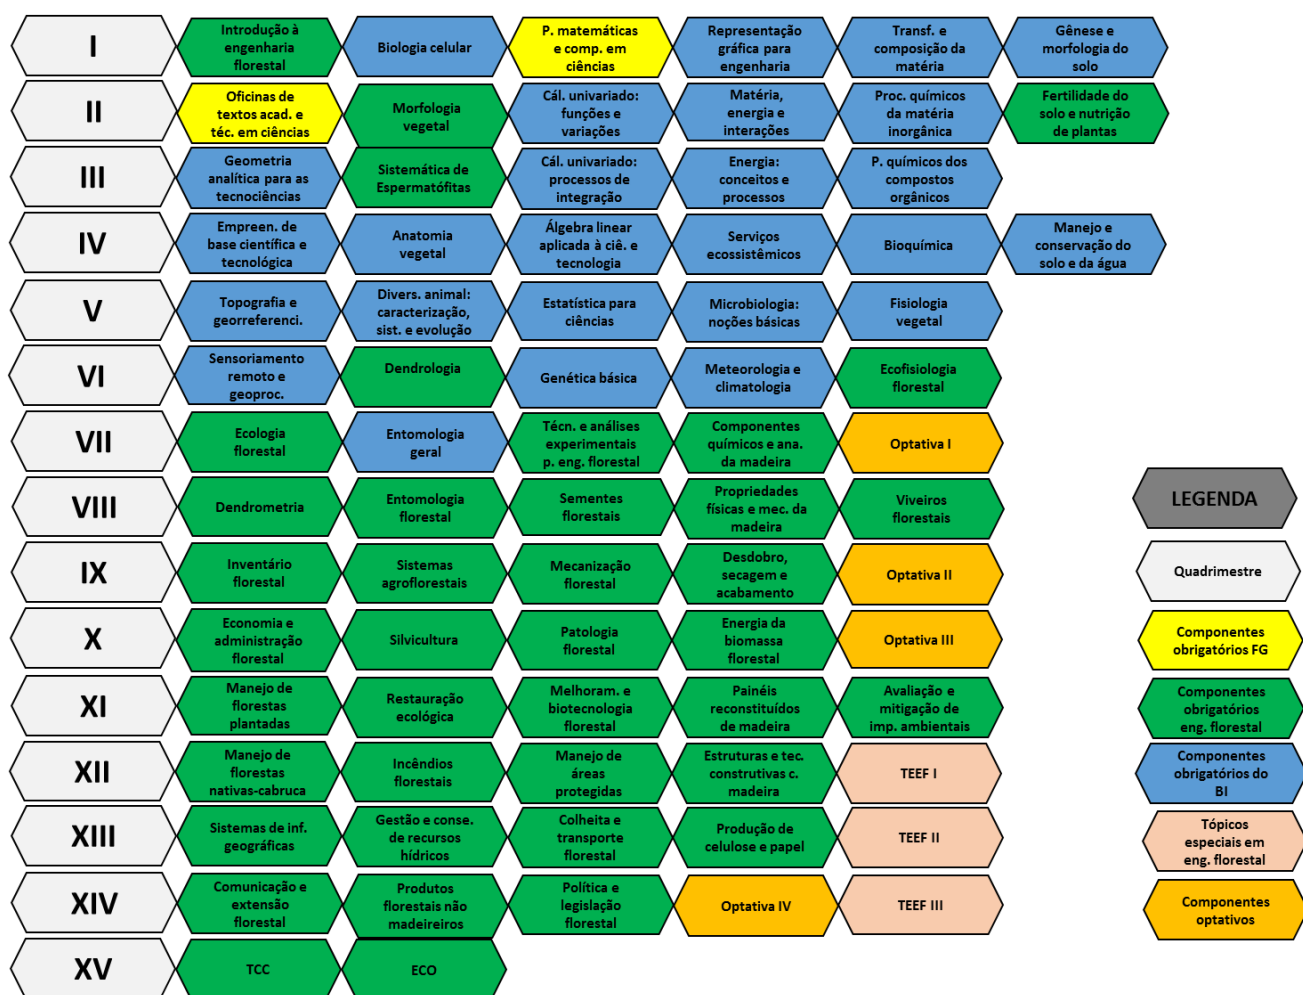 I
Introdução à
engenharia
florestal
Biologia celular
P. matemáticas
e comp. em
ciências
Representação
gráfica para
engenharia
Transf. e
composição da
matéria
Gênese e
morfologia do
solo
II
Oficinas de
textos acad. e
téc. em ciências
Morfologia
vegetal
Cál. univariado:
funções e
variações
Matéria,
energia e
interações
Proc. químicos
da matéria
inorgânica
Fertilidade do
solo e nutrição
de plantas
III
Geometria
analítica para as
tecnociências
Sistemática de
Espermatófitas
Cál. univariado:
processos de
integração
Energia:
conceitos e
processos
P. químicos dos
compostos
orgânicos
IV
Empreen. de
base científica e
tecnológica
Anatomia
vegetal
Álgebra linear
aplicada à ciê. e
tecnologia
Serviços
ecossistêmicos
Bioquímica
Manejo e
conservação do
solo e da água
V
Topografia e
georreferenci.
Divers. animal:
caracterização,
sist. e evolução
Estatística para
ciências
Microbiologia:
noções básicas
Fisiologia
vegetal
VI
Sensoriamento
remoto e
geoproc.
Dendrologia
Genética básica
Meteorologia e
climatologia
Ecofisiologia
florestal
VII
Ecologia
florestal
Entomologia
geral
Técn. e análises
experimentais
p. eng. florestal
Componentes
químicos e ana.
da madeira
Optativa I
VIII
Dendrometria
Entomologia
florestal
Sementes
florestais
Propriedades
físicas e mec. da
madeira
Viveiros
florestais
LEGENDA
IX
Inventário
florestal
Sistemas
agroflorestais
Mecanização
florestal
Desdobro,
secagem e
acabamento
Optativa II
Quadrimestre
X
Economia e
administração
florestal
Silvicultura
Patologia
florestal
Energia da
biomassa
florestal
Optativa III
Componentes
obrigatórios FG
XI
Manejo de
florestas
plantadas
Restauração
ecológica
Melhoram. e
biotecnologia
florestal
Painéis
reconstituídos
de madeira
Avaliação e
mitigação de
imp. ambientais
Componentes
obrigatórios
eng. florestal
XII
Manejo de
florestas
nativas-cabruca
Incêndios
florestais
Manejo de
áreas
protegidas
Estruturas e tec.
construtivas c.
madeira
TEEF I
Componentes
obrigatórios do
BI
XIII
Sistemas de inf.
geográficas
Gestão e conse.
de recursos
hídricos
Colheita e
transporte
florestal
Produção de
celulose e papel
TEEF II
Tópicos
especiais em
eng. florestal
XIV
Comunicação e
extensão
florestal
Produtos
florestais não
madeireiros
Política e
legislação
florestal
Optativa IV
TEEF III
Componentes
optativos
XV
TCC
ECO